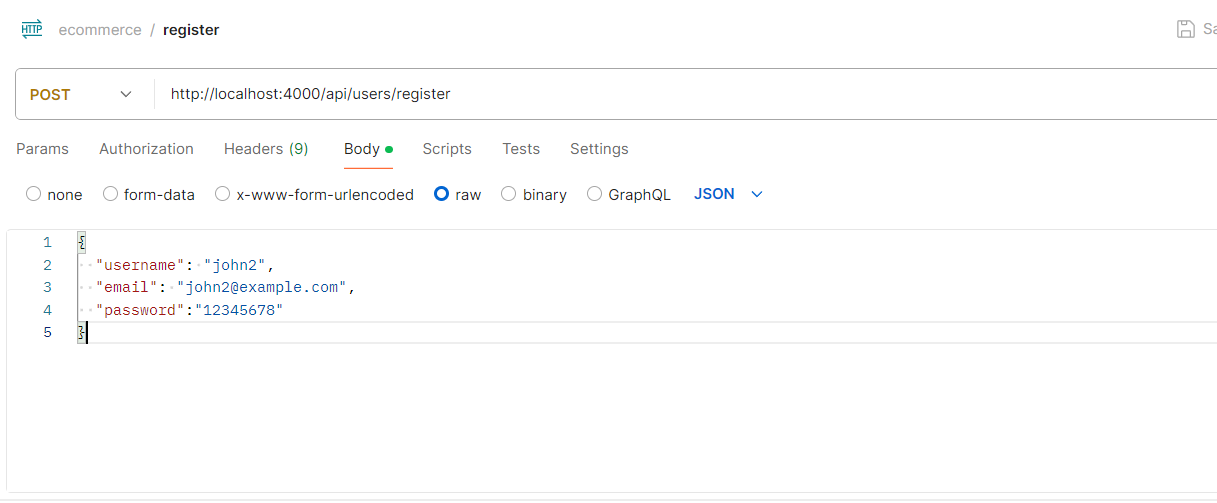 HTTP ecommerce / register
POST http://localhost:4000/api/users/register
Params Authorization Headers (9) Body Scripts Tests Settings
none form-data x-www-form-urlencoded raw binary GraphQL JSON
1 {
2 "username": "john2",
3 "email": "john2@example.com",
4 "password":"12345678"
5 }